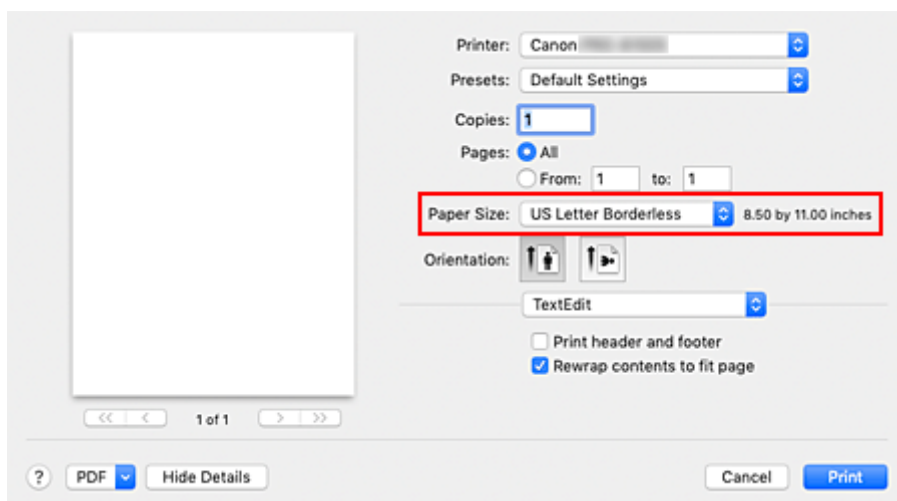 Printer: Canon
Presets: Default Settings
Copies: 1
Pages: All
From: 1 to: 1
Paper Size: US Letter Borderless 8.50 by 11.00 inches
Orientation:
TextEdit
Print header and footer
Rewrap contents to fit page
<< < 1 of 1 > >>
? PDF Hide Details Cancel Print